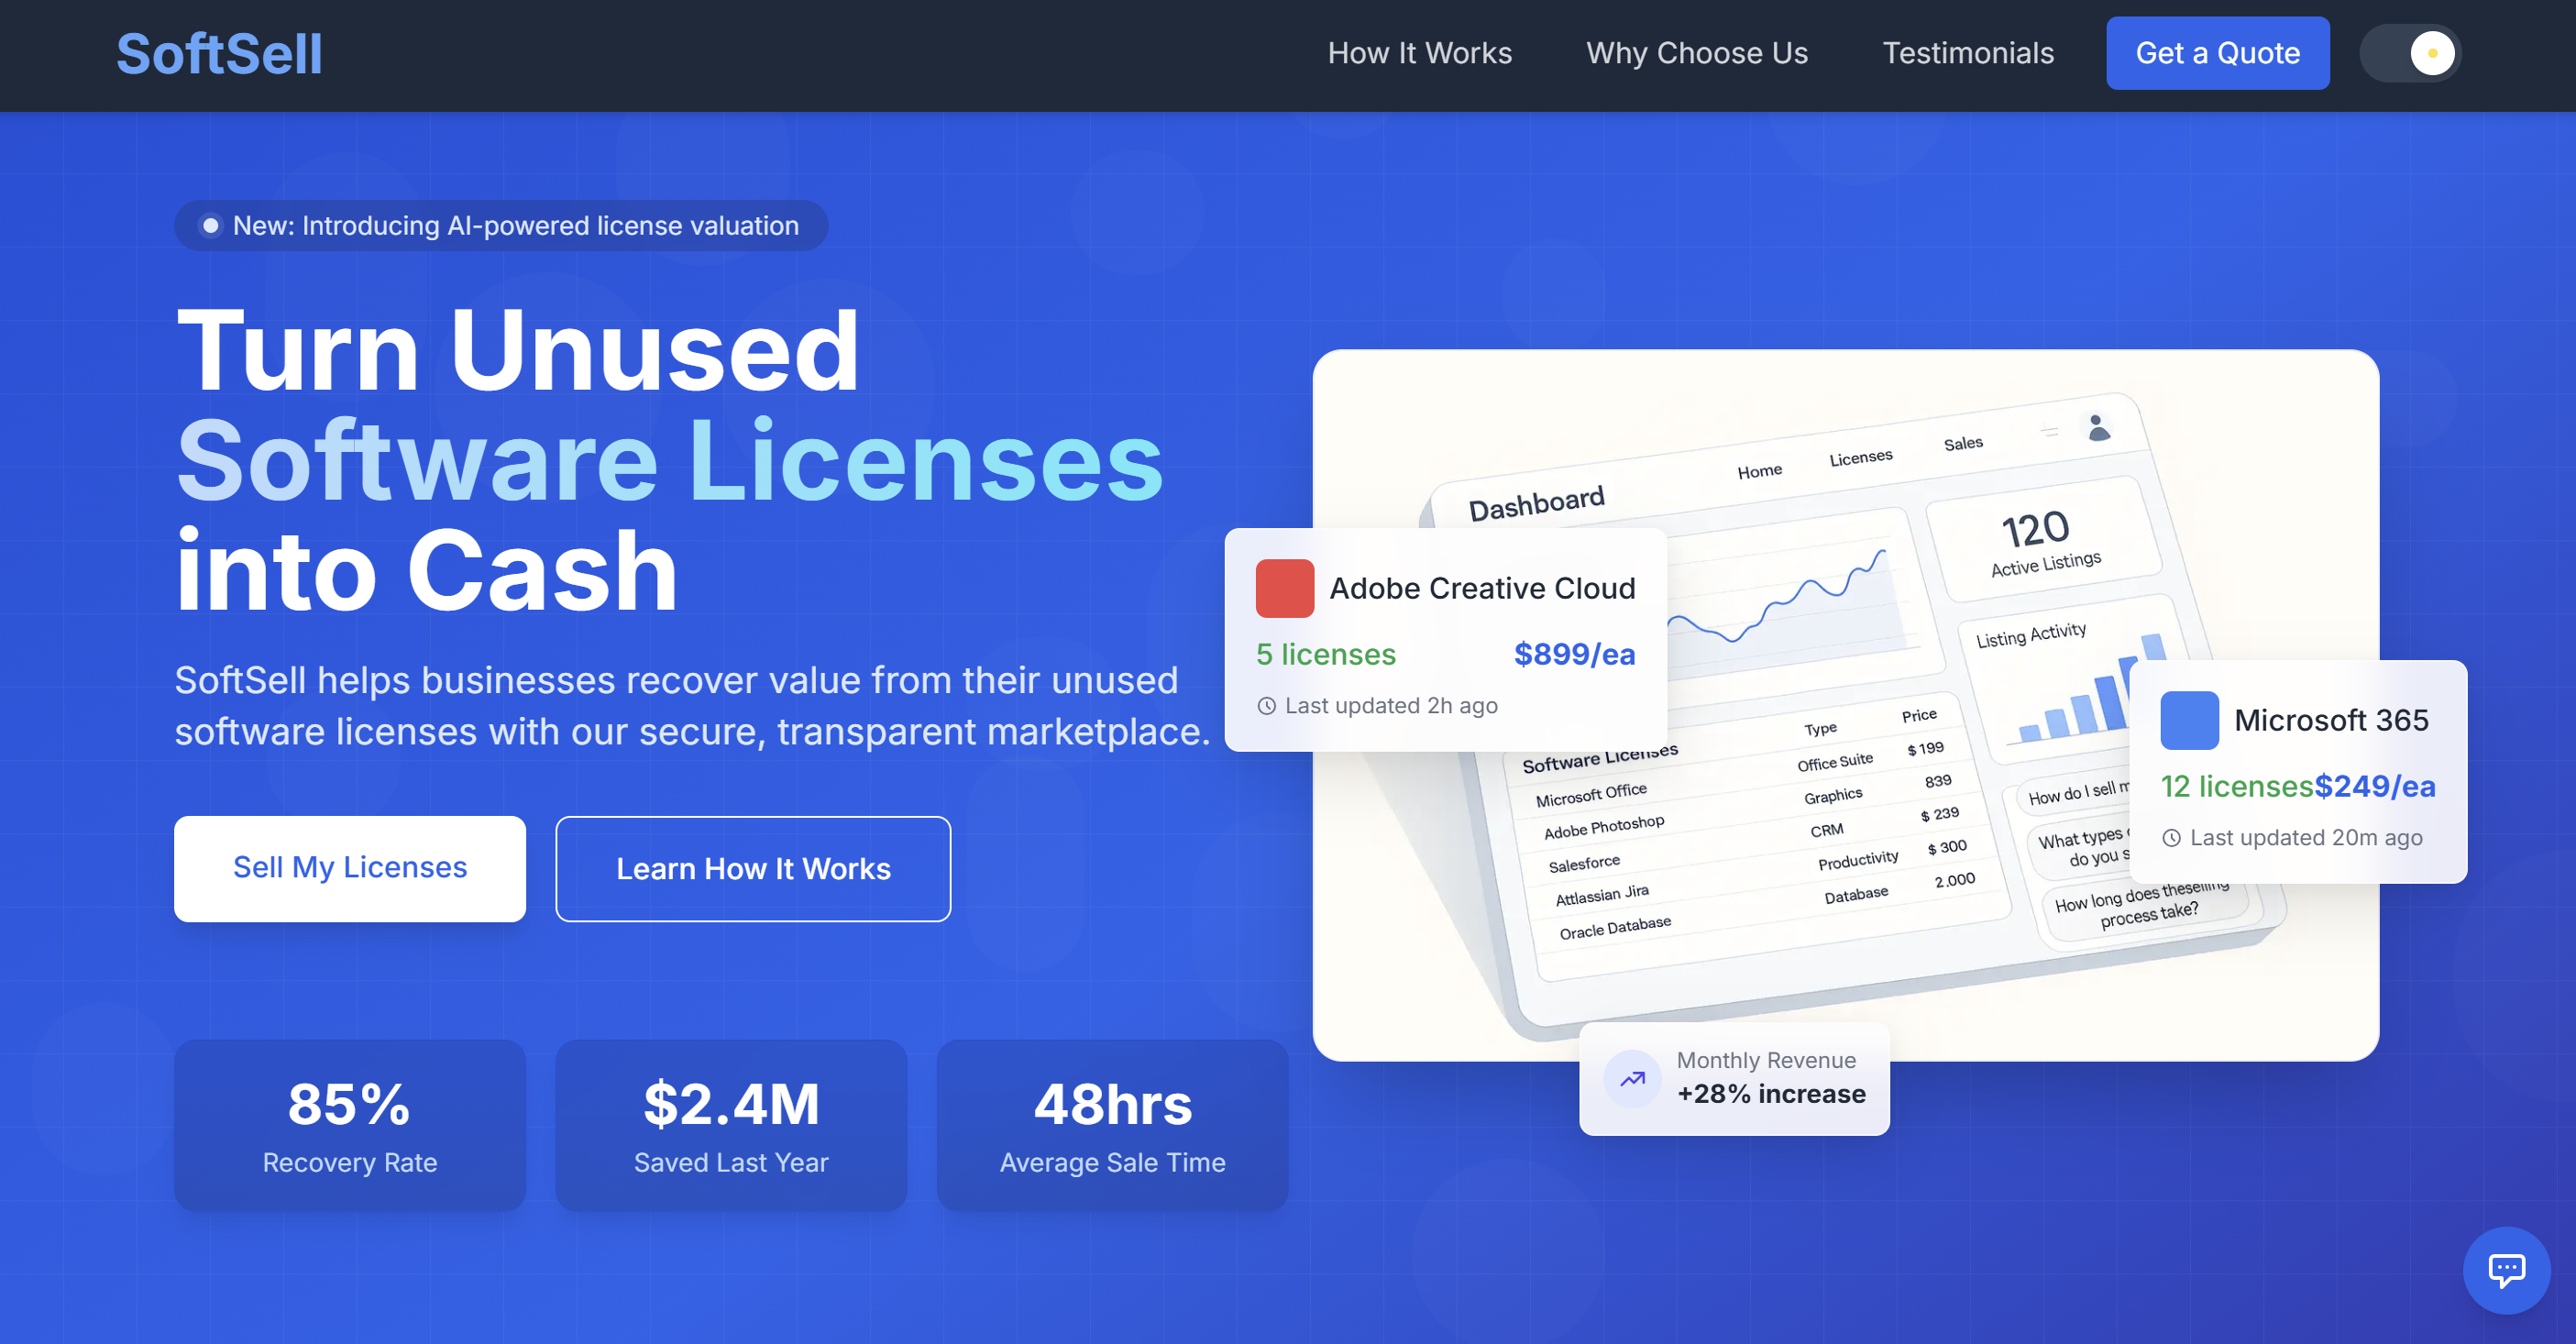 SoftSell
How It Works
Why Choose Us
Testimonials
Get a Quote
New: Introducing AI-powered license valuation
Turn Unused
Software Licenses
into Cash
SoftSell helps businesses recover value from their unused
software licenses with our secure, transparent marketplace.
Sell My Licenses
Learn How It Works
85%
Recovery Rate
$2.4M
Saved Last Year
48hrs
Average Sale Time
Dashboard
Home
Licenses
Sales
120
Active Listings
Listing Activity
Adobe Creative Cloud
5 licenses
$899/ea
Last updated 2h ago
Microsoft 365
12 licenses
$249/ea
Last updated 20m ago
Software Licenses Type Price
Microsoft Office Office Suite $ 199
Adobe Photoshop Graphics 839
Salesforce CRM $ 239
Attlassian Jira Productivity $ 300
Oracle Database Database 2.000
How do I sell
What types
do you
How long does theselling
process take?
Monthly Revenue
+28% increase